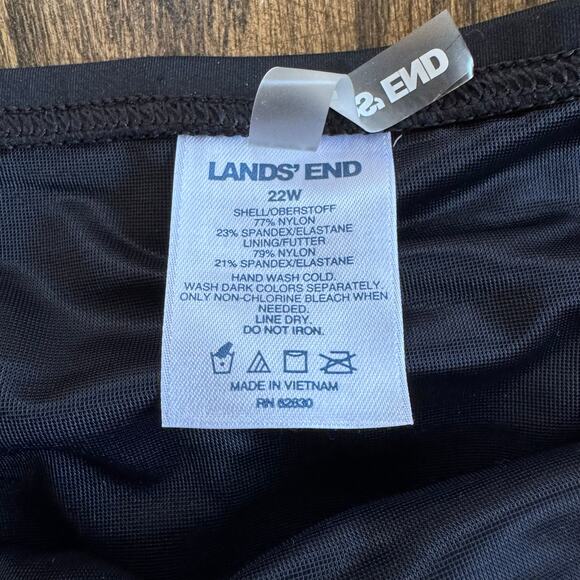 & END
LANDS' END
22W
SHELL/OBERSTOFF
77% NYLON
23% SPANDEX/ELASTANE
LINING/FUTTER
79% NYLON
21% SPANDEX/ELASTANE
HAND WASH COLD.
WASH DARK COLORS SEPARATELY.
ONLY NON-CHLORINE BLEACH WHEN
NEEDED.
LINE DRY.
DO NOT IRON.
MADE IN VIETNAM
RN 62830